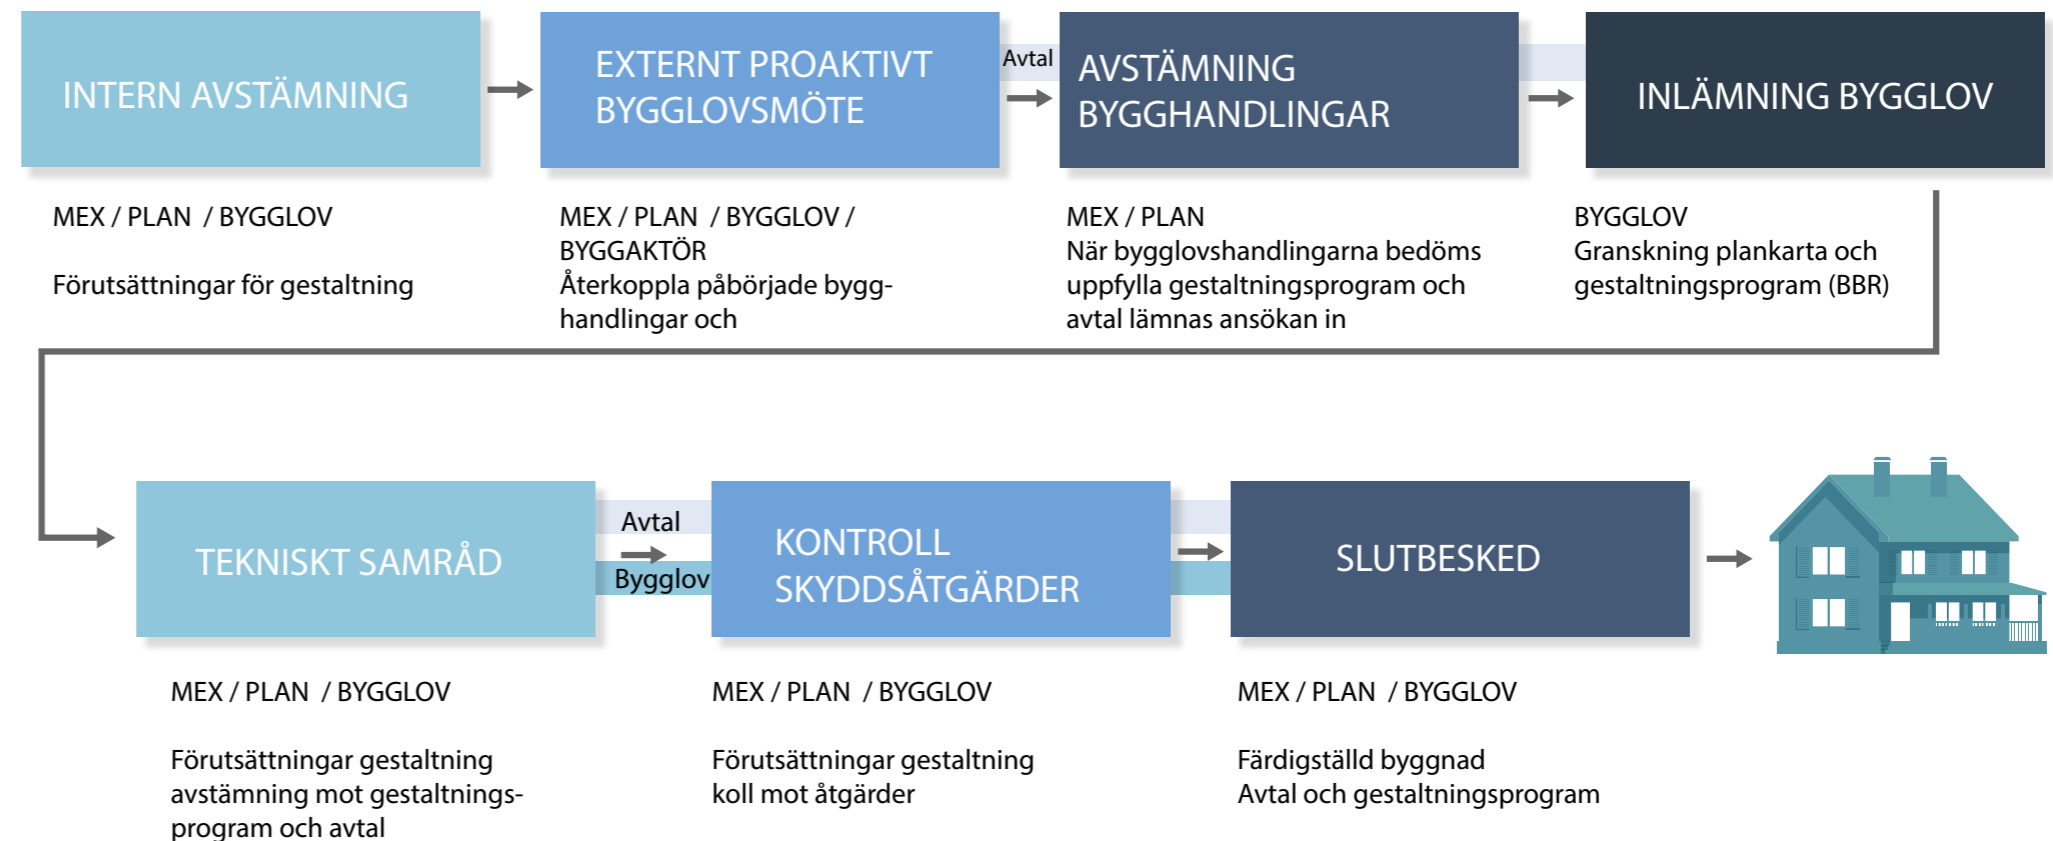 INTERN AVSTÄMNING
EXTERNT PROAKTIVT
BYGGLOVSMÖTE
Avtal
AVSTÄMNING
BYGGHANDLINGAR
INLÄMNING BYGGLOV
MEX / PLAN / BYGGLOV
Förutsättningar för gestaltning
MEX / PLAN / BYGGLOV /
BYGGAKTÖR
Återkoppla påbörjade bygg-
handlingar och
MEX / PLAN
När bygglovshandlingarna bedöms
uppfylla gestaltningsprogram och
avtal lämnas ansökan in
BYGGLOV
Granskning plankarta och
gestaltningsprogram (BBR)
TEKNISKT SAMRÅD
Avtal
Bygglov
KONTROLL
SKYDDSÅTGÄRDER
SLUTBESKED
MEX / PLAN / BYGGLOV
Förutsättningar gestaltning
avstämning mot gestaltnings-
program och avtal
MEX / PLAN / BYGGLOV
Förutsättningar gestaltning
koll mot åtgärder
MEX / PLAN / BYGGLOV
Färdigställd byggnad
Avtal och gestaltningsprogram